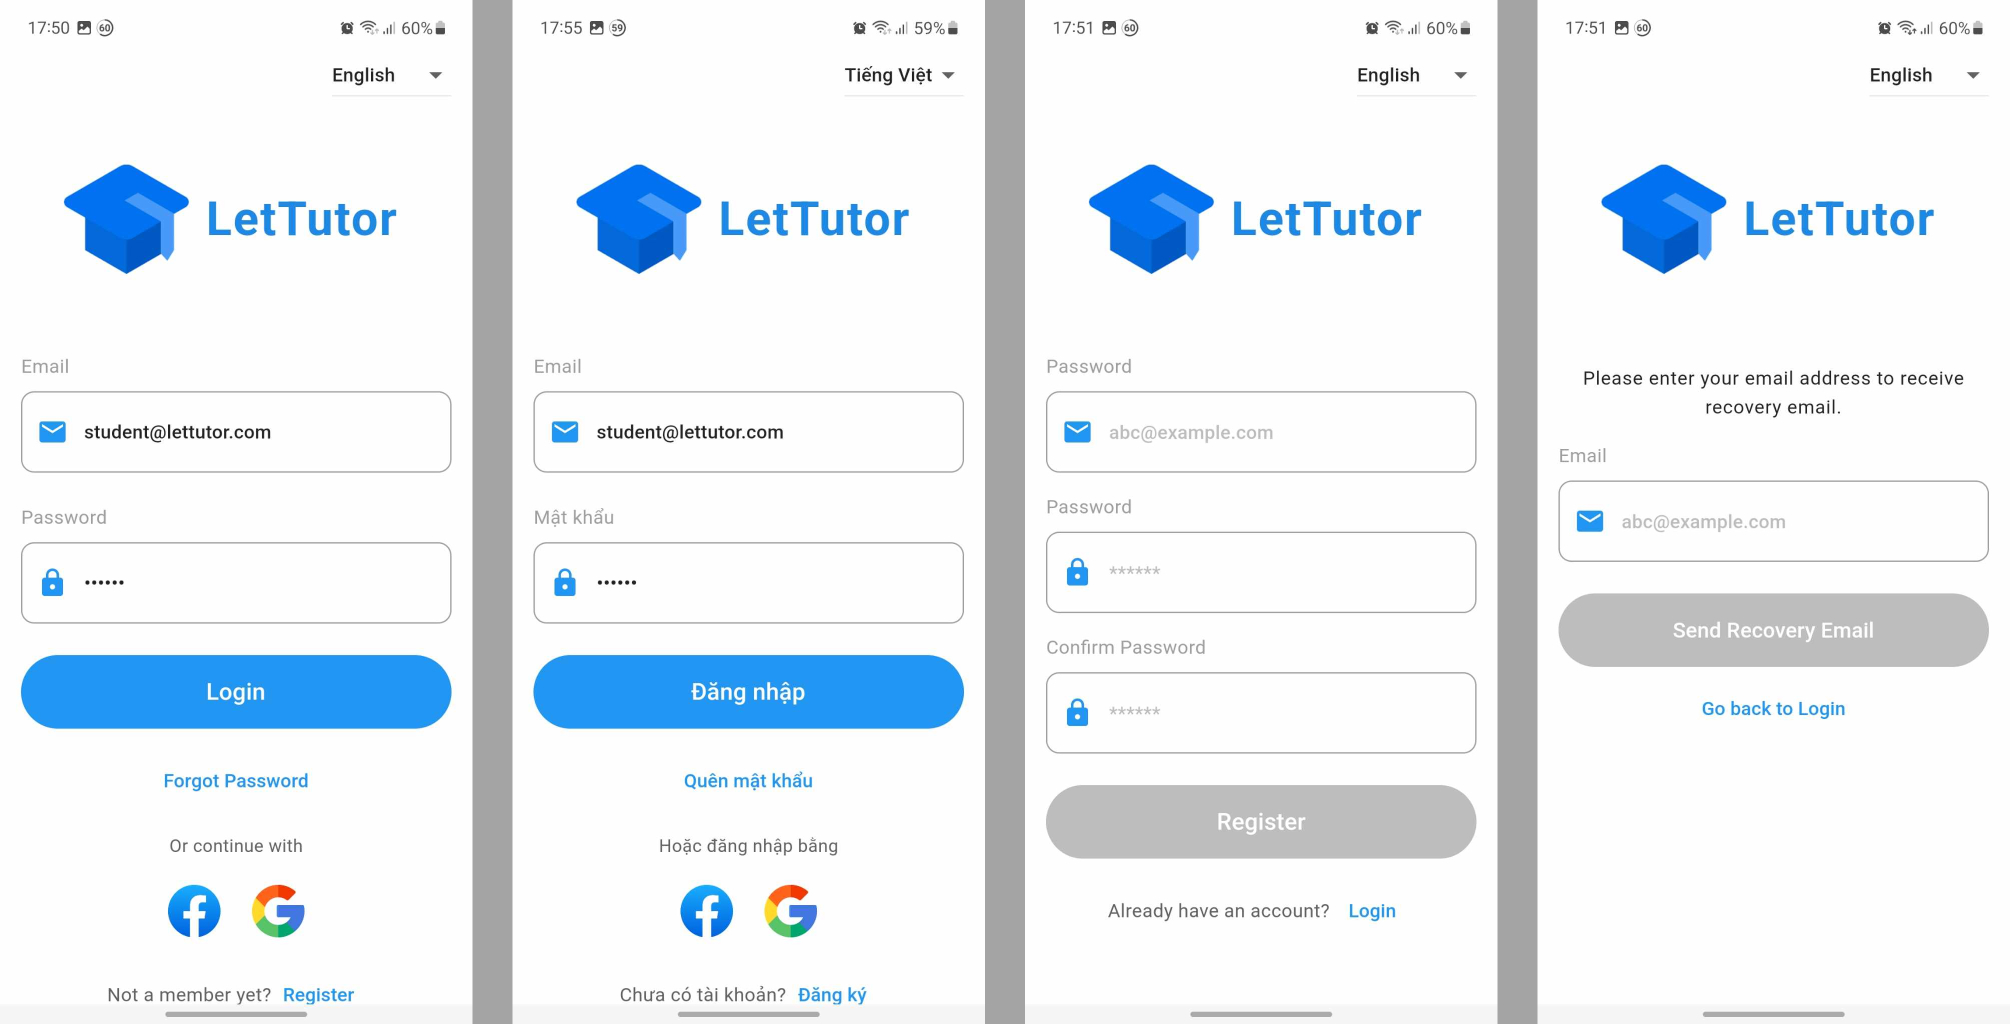 17:50 60 60%
English
LetTutor
Email
student@lettutor.com
Password
••••••
Login
Forgot Password
Or continue with
Not a member yet? Register
17:55 59 59%
Tiếng Việt
LetTutor
Email
student@lettutor.com
Mật khẩu
••••••
Đăng nhập
Quên mật khẩu
Hoặc đăng nhập bằng
Chưa có tài khoản? Đăng ký
17:51 60 60%
English
LetTutor
Password
abc@example.com
Password
******
Confirm Password
******
Register
Already have an account? Login
17:51 60 60%
English
LetTutor
Please enter your email address to receive
recovery email.
Email
abc@example.com
Send Recovery Email
Go back to Login